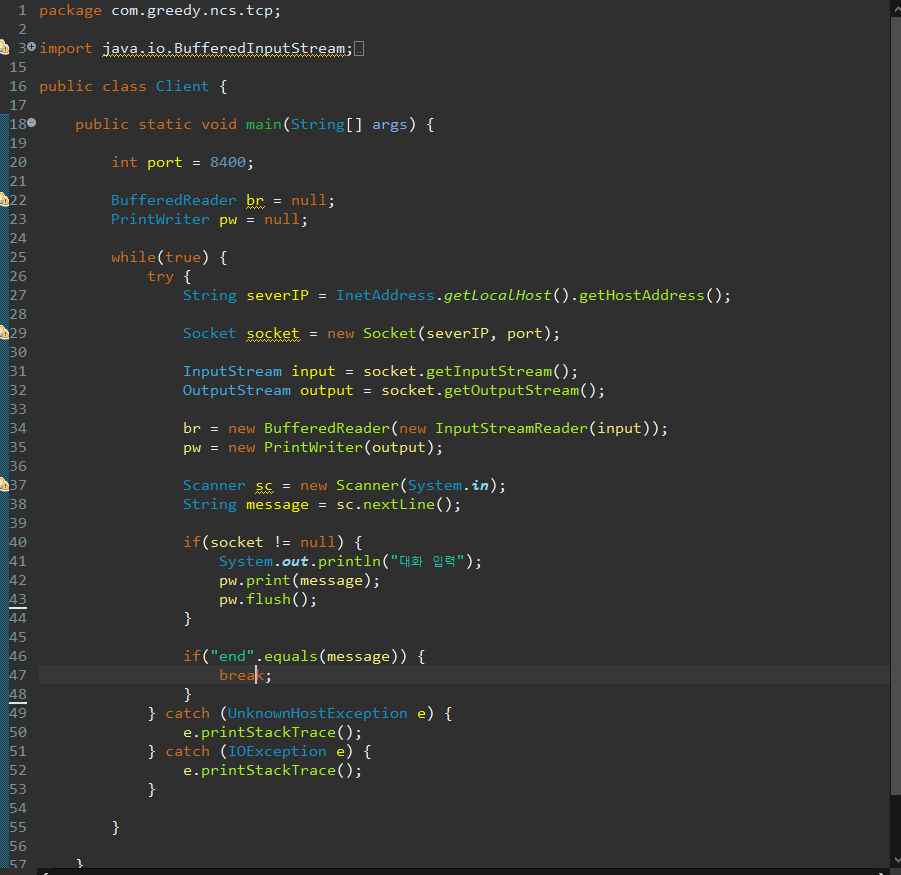 1 package com.greedy.ncs.tcp;
2
3 import java.io.BufferedInputStream;
15
16 public class Client {
17
18 public static void main(String[] args) {
19
20 int port = 8400;
21
22 BufferedReader br = null;
23 PrintWriter pw = null;
24
25 while(true) {
26 try {
27 String severIP = InetAddress.getLocalHost().getHostAddress();
28
29 Socket socket = new Socket(severIP, port);
30
31 InputStream input = socket.getInputStream();
32 OutputStream output = socket.getOutputStream();
33
34 br = new BufferedReader(new InputStreamReader(input));
35 pw = new PrintWriter(output);
36
37 Scanner sc = new Scanner(System.in);
38 String message = sc.nextLine();
39
40 if(socket != null) {
41 System.out.println("대화 입력");
42 pw.print(message);
43 pw.flush();
44 }
45
46 if("end".equals(message)) {
47 break;
48 }
49 } catch (UnknownHostException e) {
50 e.printStackTrace();
51 } catch (IOException e) {
52 e.printStackTrace();
53 }
54
55 }
56
57 }